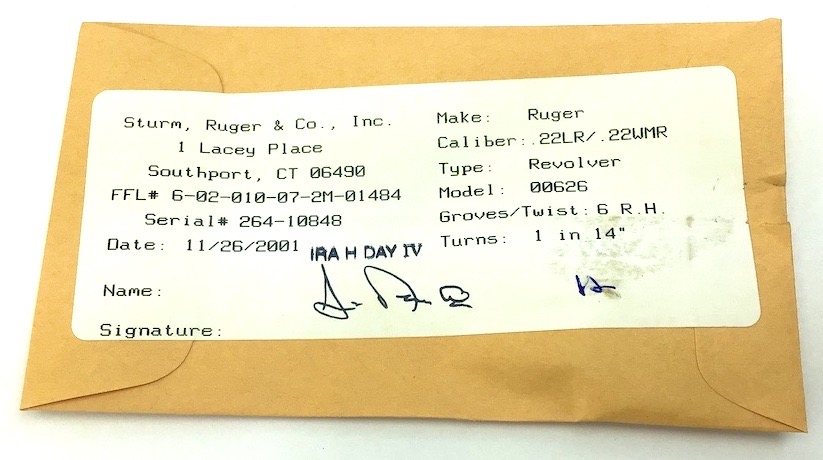 Sturm, Ruger & Co., Inc.
1 Lacey Place
Southport, CT 06490
FFL# 6-02-010-07-2M-01484
Serial# 264-10848
Date: 11/26/2001
IRA H DAY IV
Name:
Signature:
Make: Ruger
Caliber: .22LR/.22WMR
Type: Revolver
Model: 00626
Groves/Twist: 6 R.H.
Turns: 1 in 14"